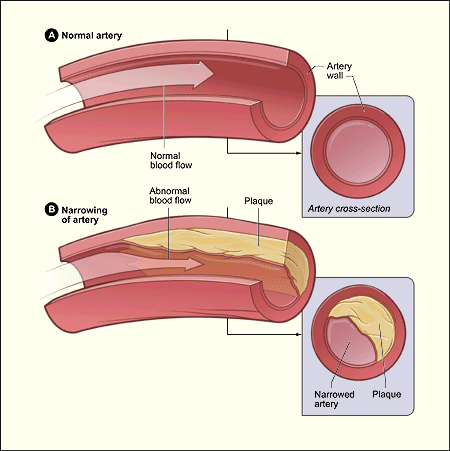 A Normal artery
Artery
wall
Normal
blood flow
Artery cross-section
B Narrowing
of artery
Abnormal
blood flow
Plaque
Narrowed
artery
Plaque